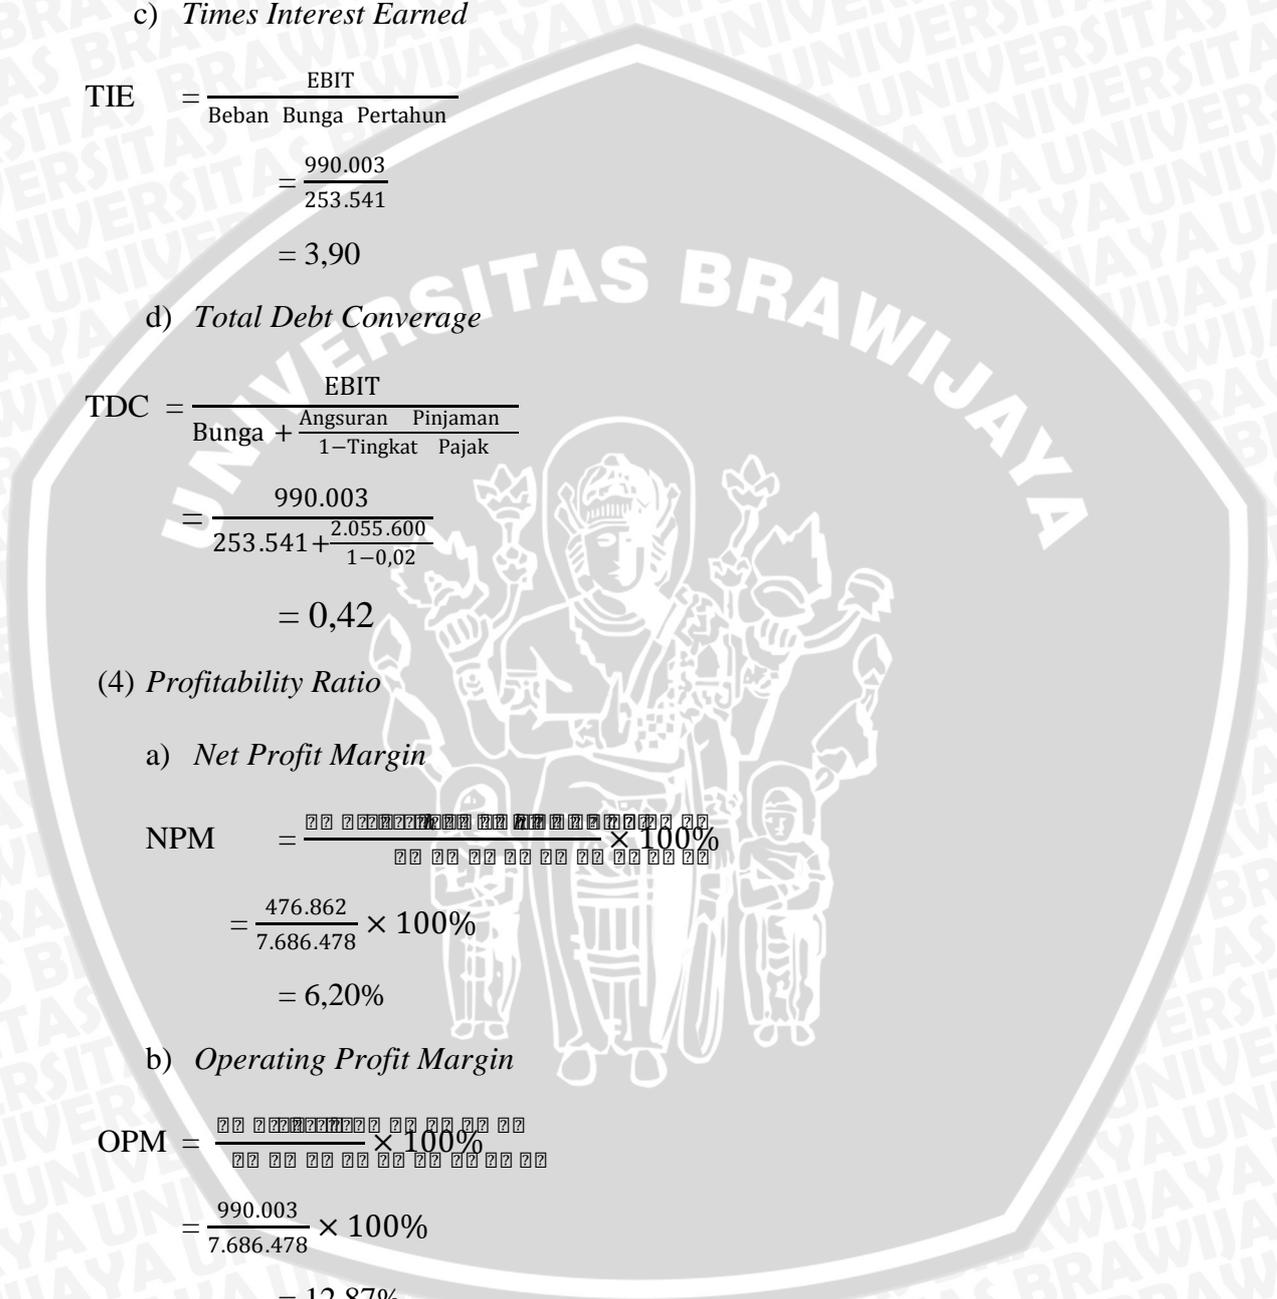 c) Times Interest Earned
TIE = EBIT / Beban Bunga Pertahun
= 990.003 / 253.541
= 3,90
d) Total Debt Converage
TDC = EBIT / Bunga + Angsuran Pinjaman / 1−Tingkat Pajak
= 990.003 / 253.541+ 2.055.600 / 1−0,02
= 0,42
(4) Profitability Ratio
a) Net Profit Margin
NPM = × 100%
= 476.862 / 7.686.478 × 100%
= 6,20%
b) Operating Profit Margin
OPM = × 100%
= 990.003 / 7.686.478 × 100%
= 12,87%
UNIVERSITAS BRAWIJAYA